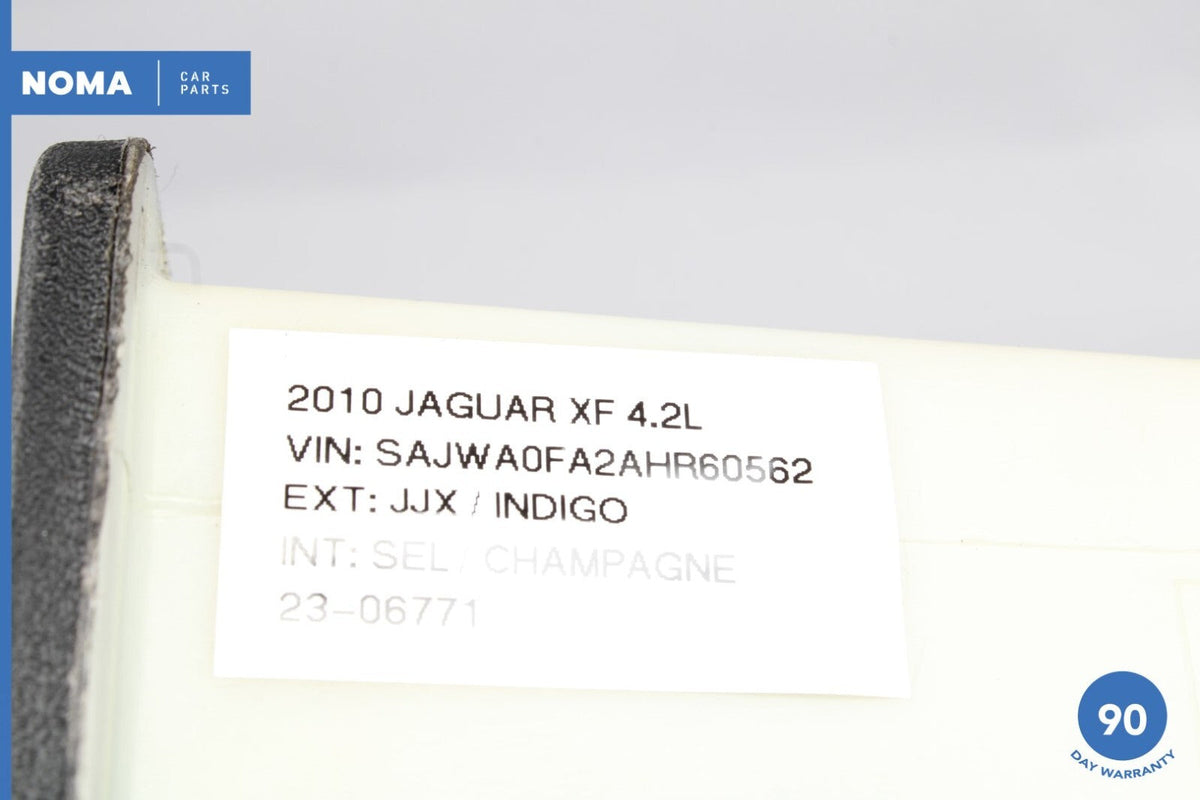 NOMA
CAR
PARTS
2010 JAGUAR XF 4.2L
VIN: SAJWA0FA2AHR60562
EXT: JJX / INDIGO
INT: SEL / CHAMPAGNE
23-06771
90
DAY WARRANTY